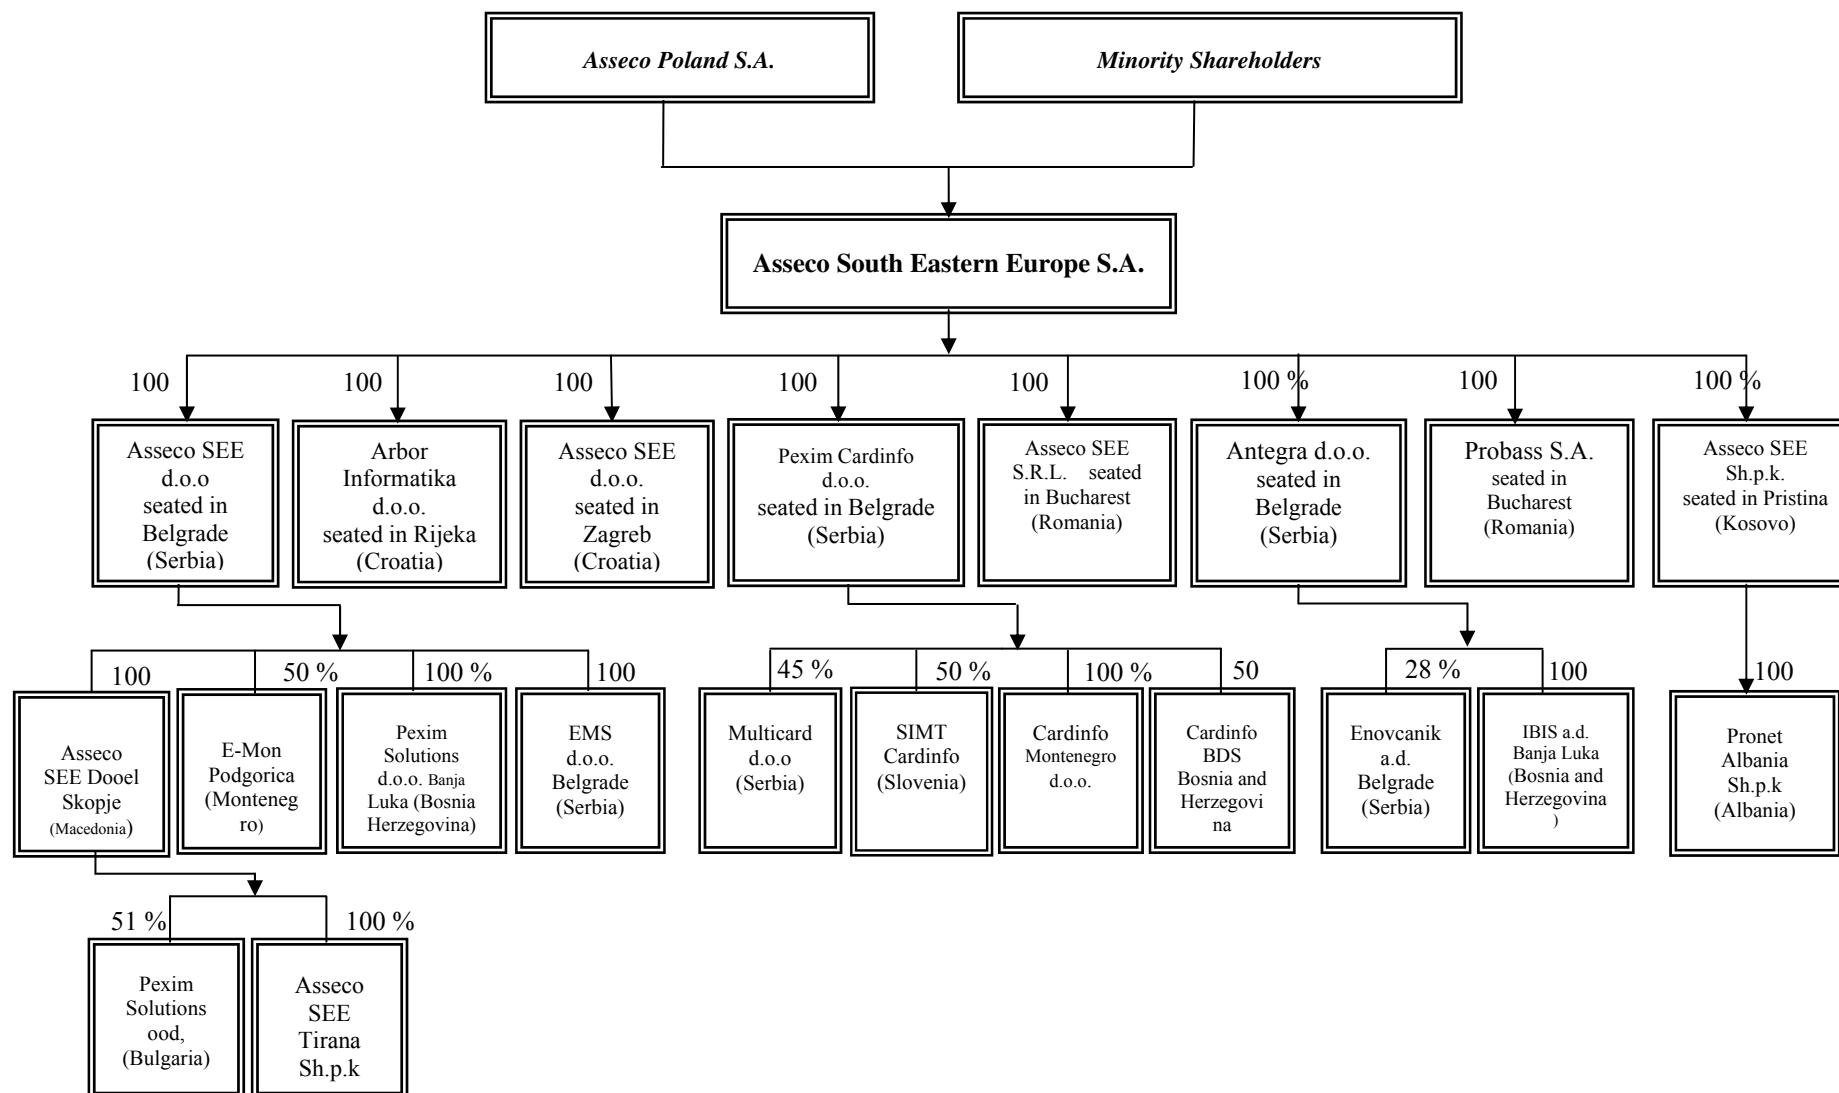 Asseco Poland S.A.
Minority Shareholders
Asseco South Eastern Europe S.A.
100
100
100
100
100
100 %
100
100 %
Asseco SEE
d.o.o
seated in
Belgrade
(Serbia)
Arbor
Informatika
d.o.o.
seated in Rijeka
(Croatia)
Asseco SEE
d.o.o.
seated in
Zagreb
(Croatia)
Pexim Cardinfo
d.o.o.
seated in Belgrade
(Serbia)
Asseco SEE
S.R.L. seated
in Bucharest
(Romania)
Antegra d.o.o.
seated in
Belgrade
(Serbia)
Probass S.A.
seated in
Bucharest
(Romania)
Asseco SEE
Sh.p.k.
seated in Pristina
(Kosovo)
100
50 %
100 %
100
45 %
50 %
100 %
50
28 %
100
100
Asseco
SEE Dooel
Skopje
(Macedonia)
E-Mon
Podgorica
(Monteneg
ro)
Pexim
Solutions
d.o.o. Banja
Luka (Bosnia
Herzegovina)
EMS
d.o.o.
Belgrade
(Serbia)
Multicard
d.o.o
(Serbia)
SIMT
Cardinfo
(Slovenia)
Cardinfo
Montenegro
d.o.o.
Cardinfo
BDS
Bosnia and
Herzegovi
na
Enovcanik
a.d.
Belgrade
(Serbia)
IBIS a.d.
Banja Luka
(Bosnia and
Herzegovina
)
Pronet
Albania
Sh.p.k
(Albania)
51 %
100 %
Pexim
Solutions
ood,
(Bulgaria)
Asseco
SEE
Tirana
Sh.p.k